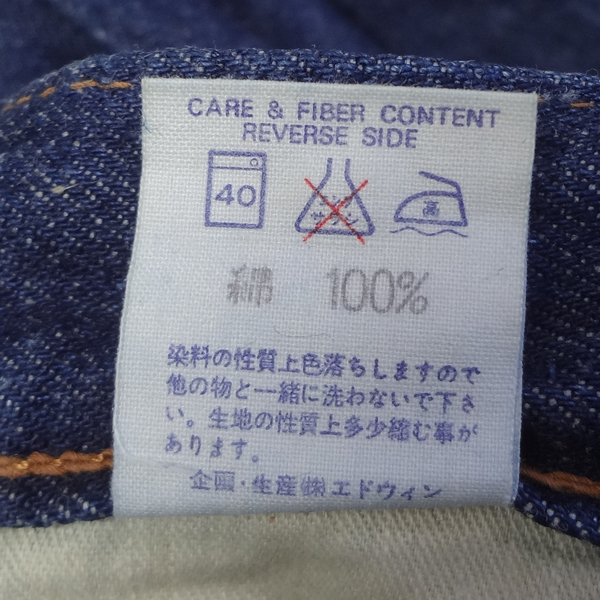 CARE & FIBER CONTENT
REVERSE SIDE
40
高
綿 100%
染料の性質上色落ちしますので
他の物と一緒に洗わないで下さ
い。生地の性質上多少縮む事が
あります。
企画・生産㈱エドウィン